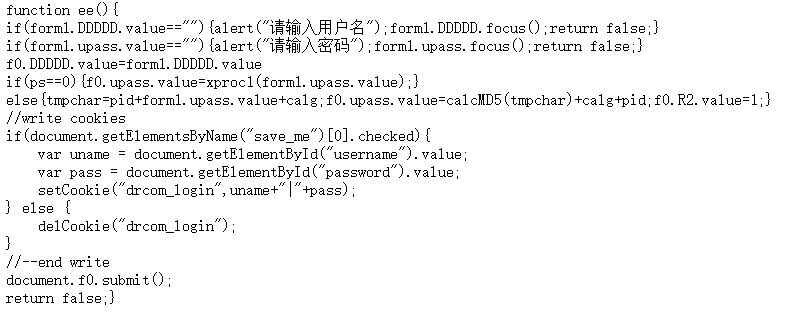 function ee(){
if(form1.DDDDD.value==""){alert("请输入用户名");form1.DDDDD.focus();return false;}
if(form1.upass.value==""){alert("请输入密码");form1.upass.focus();return false;}
f0.DDDDD.value=form1.DDDDD.value
if(ps==0){f0.upass.value=xproc1(form1.upass.value);}
else{tmpchar=pid+form1.upass.value+calg;f0.upass.value=calcMD5(tmpchar)+calg+pid;f0.R2.value=1;}
//write cookies
if(document.getElementsByName("save_me")[0].checked){
    var uname = document.getElementById("username").value;
    var pass = document.getElementById("password").value;
    setCookie("drcom_login",uname+"|"+pass);
} else {
    delCookie("drcom_login");
}
//--end write
document.f0.submit();
return false;}